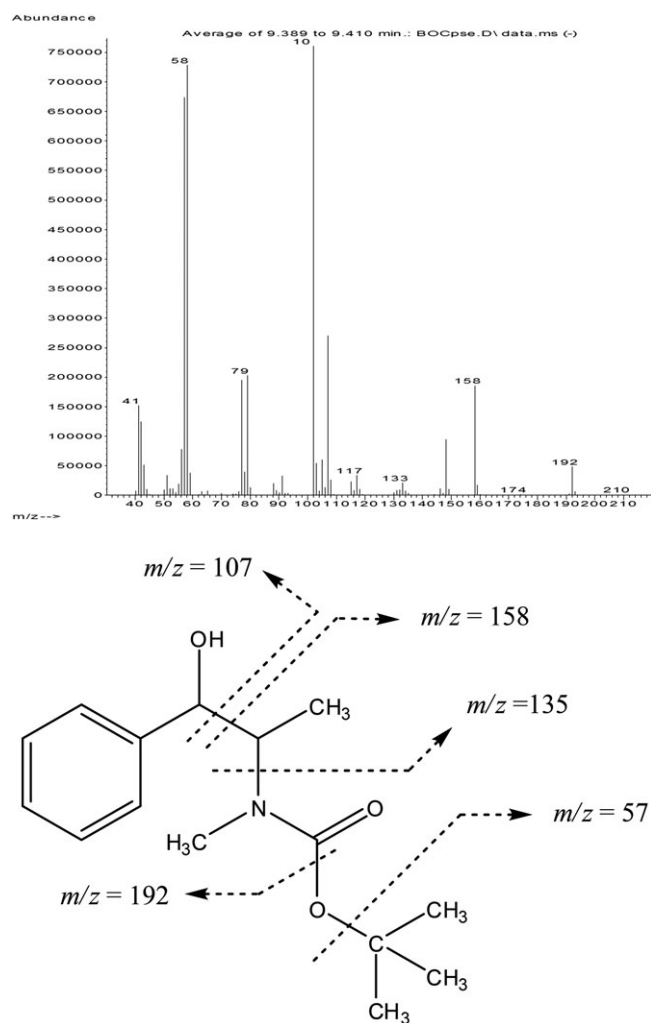 Abundance
Average of 9.389 to 9.410 min.: BOCpse.D\ data.ms (-)
10
58
750000
700000
650000
600000
550000
500000
450000
400000
350000
300000
250000
200000
150000
100000
50000
0
41
79
117
133
158
174
192
210
40 50 60 70 80 90 100 110 120 130 140 150 160 170 180 190 200 210
m/z-->
m/z = 107
OH
m/z = 158
CH3
m/z =135
N
O
H3C
m/z = 57
m/z = 192
O
C
CH3
CH3
CH3